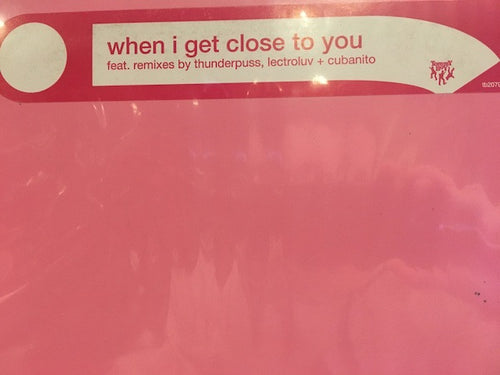 when i get close to you
feat. remixes by thunderpuss, lectroluv + cubanito